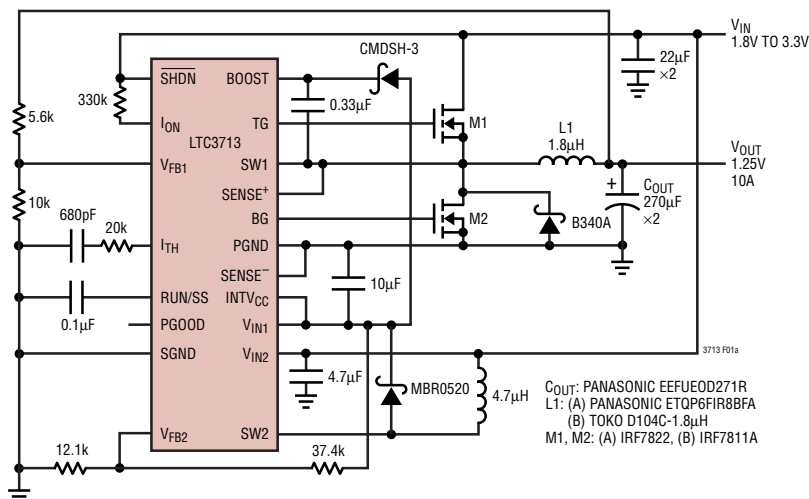 V_IN
1.8V TO 3.3V
CMDSH-3
22µF
×2
SHDN
BOOST
330k
0.33µF
5.6k
I_ON
TG
M1
LTC3713
L1
1.8µH
V_OUT
1.25V
10A
V_FB1
SW1
SENSE⁺
10k
680pF
20k
BG
M2
+
C_OUT
270µF
×2
B340A
I_TH
PGND
SENSE⁻
10µF
RUN/SS
INTV_CC
0.1µF
PGOOD
V_IN1
3713 F01a
SGND
V_IN2
4.7µF
MBR0520
4.7µH
C_OUT: PANASONIC EEFUEOD271R
L1: (A) PANASONIC ETQP6FIR8BFA
(B) TOKO D104C-1.8µH
M1, M2: (A) IRF7822, (B) IRF7811A
V_FB2
SW2
12.1k
37.4k